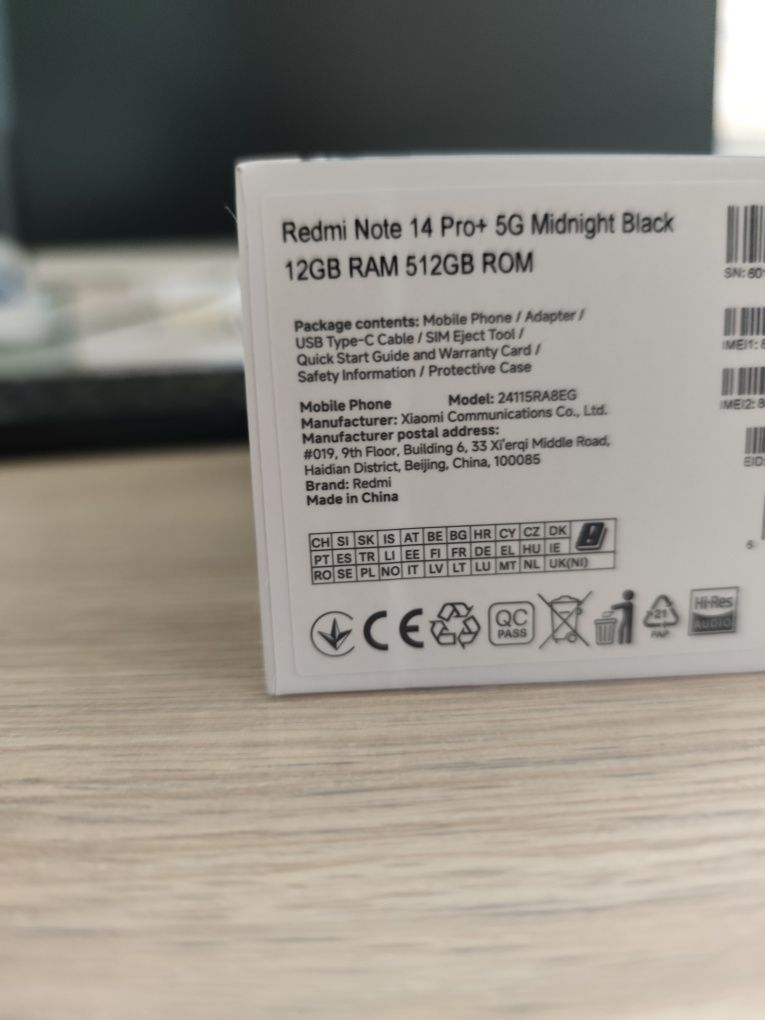 Redmi Note 14 Pro+ 5G Midnight Black
12GB RAM 512GB ROM
Package contents: Mobile Phone / Adapter /
USB Type-C Cable / SIM Eject Tool /
Quick Start Guide and Warranty Card /
Safety Information / Protective Case
Mobile Phone Model: 24115RA8EG
Manufacturer: Xiaomi Communications Co., Ltd.
Manufacturer postal address:
#019, 9th Floor, Building 6, 33 Xi'erqi Middle Road,
Haidian District, Beijing, China, 100085
Brand: Redmi
Made in China
CH SI SK IS AT BE BG HR CY CZ DK
PT ES TR LI EE FI FR DE EL HU IE
RO SE PL NO IT LV LT LU MT NL UK(NI)
CE
QC
PASS
21
PAP
Hi-Res
AUDIO
SN: 60
IMEI1: 8
IMEI2: 8
EID:
6